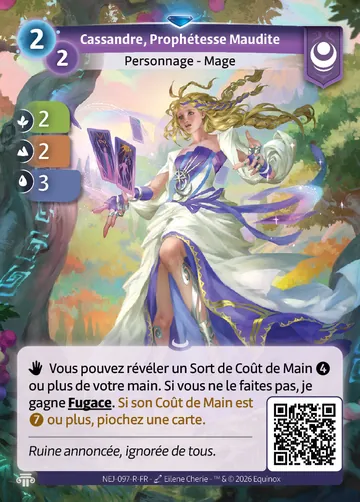 2
2
Cassandre, Prophétesse Maudite
Personnage - Mage
2
2
3
Vous pouvez révéler un Sort de Coût de Main 4
ou plus de votre main. Si vous ne le faites pas, je
gagne Fugace. Si son Coût de Main est
7 ou plus, piochez une carte.
Ruine annoncée, ignorée de tous.
NEJ-097-R-FR - Eilene Cherie - ™ & © 2026 Equinox